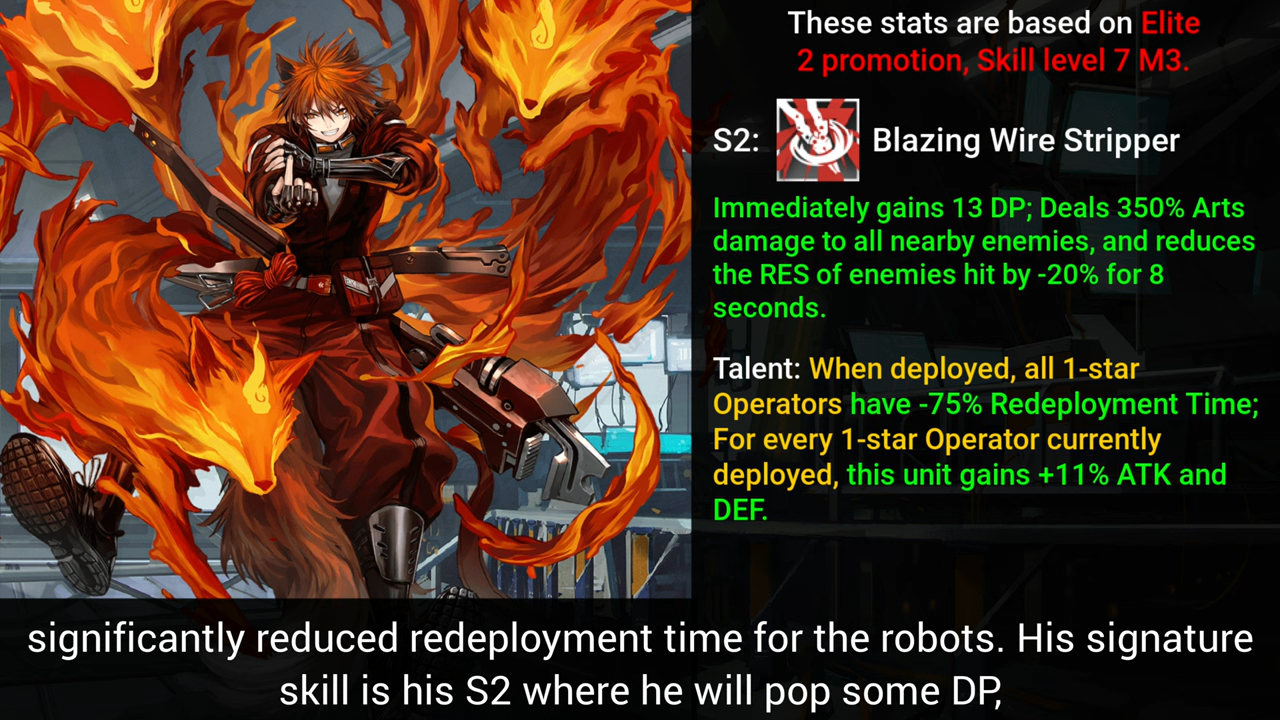 These stats are based on Elite
2 promotion, Skill level 7 M3.
S2: Blazing Wire Stripper
Immediately gains 13 DP; Deals 350% Arts
damage to all nearby enemies, and reduces
the RES of enemies hit by -20% for 8
seconds.
Talent: When deployed, all 1-star
Operators have -75% Redeployment Time;
For every 1-star Operator currently
deployed, this unit gains +11% ATK and
DEF.
significantly reduced redeployment time for the robots. His signature
skill is his S2 where he will pop some DP,